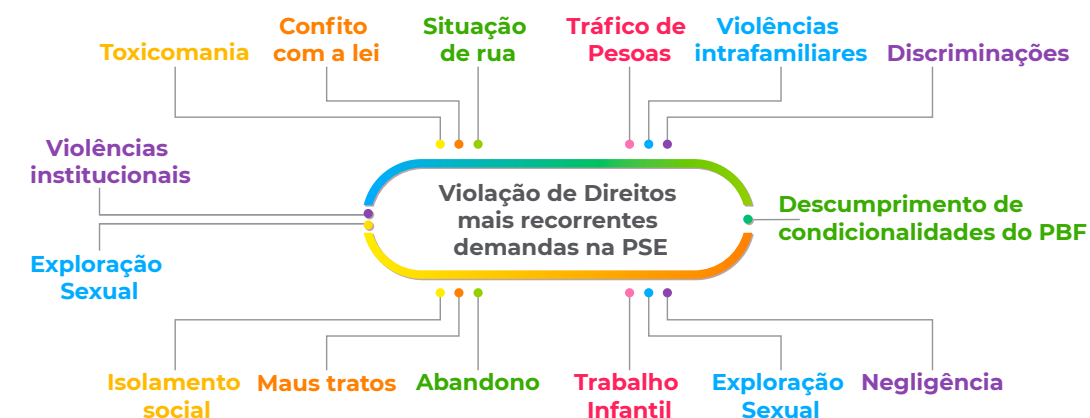 Toxicomania
Confito
com a lei
Situação
de rua
Tráfico de
Pesoas
Violências
intrafamiliares
Discriminações
Violências
institucionais
Violação de Direitos
mais recorrentes
demandas na PSE
Descumprimento de
condicionalidades do PBF
Exploração
Sexual
Isolamento
social
Maus tratos
Abandono
Trabalho
Infantil
Exploração
Sexual
Negligência